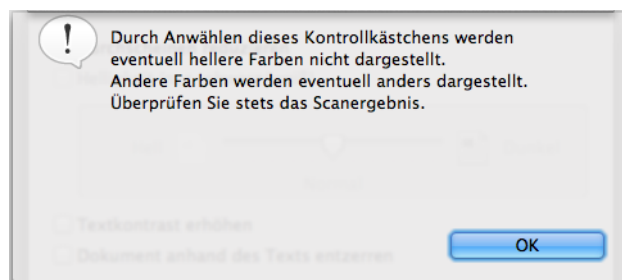 Durch Anwählen dieses Kontrollkästchens werden
eventuell hellere Farben nicht dargestellt.
Andere Farben werden eventuell anders dargestellt.
Überprüfen Sie stets das Scanergebnis.
Textkontrast erhöhen
Dokument anhand des Texts entzerren
OK